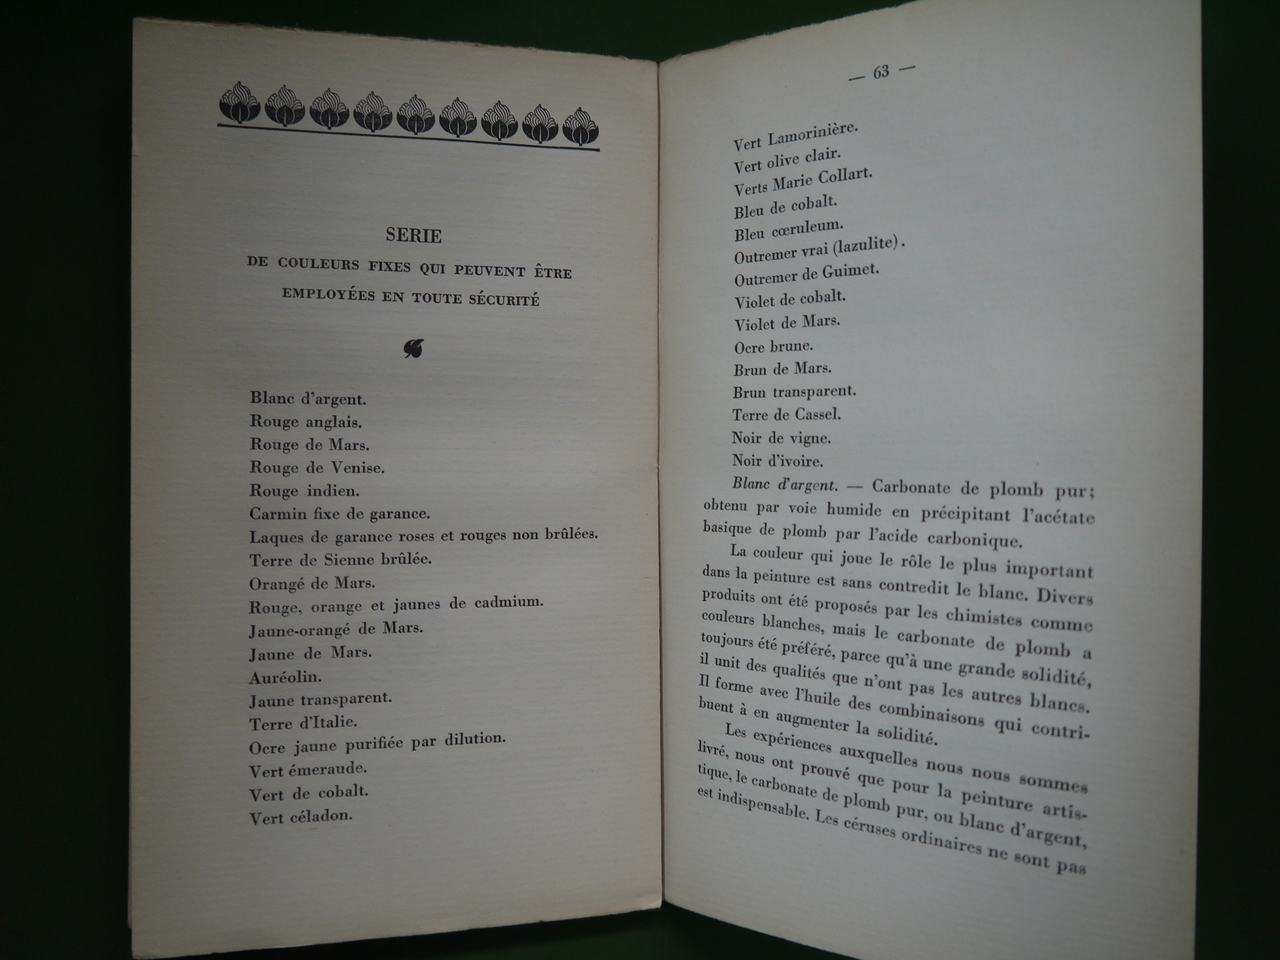 SERIE
DE COULEURS FIXES QUI PEUVENT ÊTRE
EMPLOYÉES EN TOUTE SÉCURITÉ
Blanc d'argent.
Rouge anglais.
Rouge de Mars.
Rouge de Venise.
Rouge indien.
Carmin fixe de garance.
Laques de garance roses et rouges non brûlées.
Terre de Sienne brûlée.
Orangé de Mars.
Rouge, orange et jaunes de cadmium.
Jaune-orangé de Mars.
Jaune de Mars.
Auréolin.
Jaune transparent.
Terre d'Italie.
Ocre jaune purifiée par dilution.
Vert émeraude.
Vert de cobalt.
Vert céladon.
— 63 —
Vert Lamorinière.
Vert olive clair.
Verts Marie Collart.
Bleu de cobalt.
Bleu cœruleum.
Outremer vrai (lazulite).
Outremer de Guimet.
Violet de cobalt.
Violet de Mars.
Ocre brune.
Brun de Mars.
Brun transparent.
Terre de Cassel.
Noir de vigne.
Noir d'ivoire.
Blanc d'argent. — Carbonate de plomb pur;
obtenu par voie humide en précipitant l'acétate
basique de plomb par l'acide carbonique.
La couleur qui joue le rôle le plus important
dans la peinture est sans contredit le blanc. Divers
produits ont été proposés par les chimistes comme
couleurs blanches, mais le carbonate de plomb a
toujours été préféré, parce qu'à une grande solidité,
il unit des qualités que n'ont pas les autres blancs.
Il forme avec l'huile des combinaisons qui contri-
buent à en augmenter la solidité.
Les expériences auxquelles nous nous sommes
livré, nous ont prouvé que pour la peinture artis-
tique, le carbonate de plomb pur, ou blanc d'argent,
est indispensable. Les céruses ordinaires ne sont pas